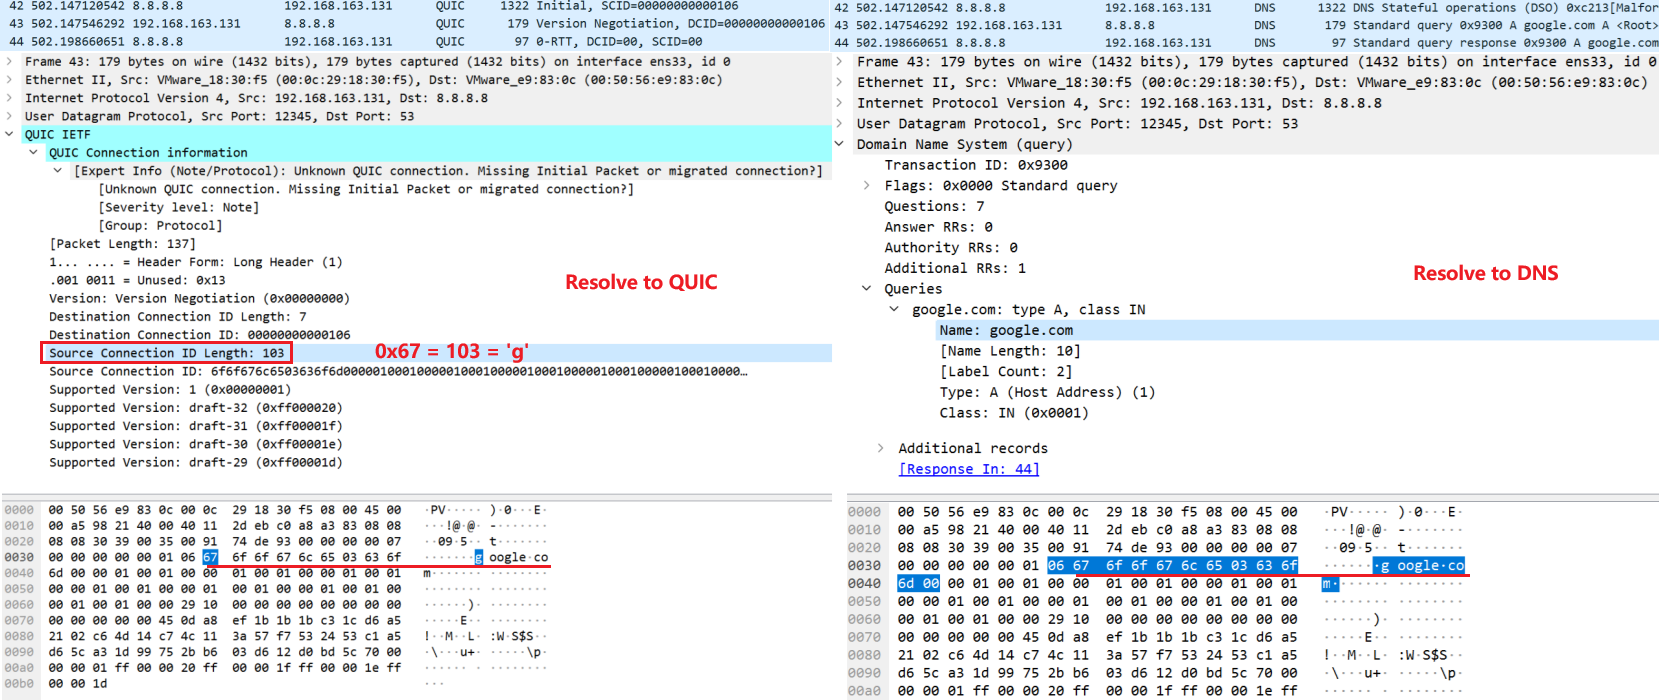 42 502.147120542 8.8.8.8 192.168.163.131 QUIC 1322 Initial, SCID=00000000000106
43 502.147546292 192.168.163.131 8.8.8.8 QUIC 179 Version Negotiation, DCID=00000000000106
44 502.198660651 8.8.8.8 192.168.163.131 QUIC 97 0-RTT, DCID=00, SCID=00
Frame 43: 179 bytes on wire (1432 bits), 179 bytes captured (1432 bits) on interface ens33, id 0
Ethernet II, Src: VMware_18:30:f5 (00:0c:29:18:30:f5), Dst: VMware_e9:83:0c (00:50:56:e9:83:0c)
Internet Protocol Version 4, Src: 192.168.163.131, Dst: 8.8.8.8
User Datagram Protocol, Src Port: 12345, Dst Port: 53
QUIC IETF
QUIC Connection information
[Expert Info (Note/Protocol): Unknown QUIC connection. Missing Initial Packet or migrated connection?]
[Unknown QUIC connection. Missing Initial Packet or migrated connection?]
[Severity level: Note]
[Group: Protocol]
[Packet Length: 137]
1... .... = Header Form: Long Header (1)
.001 0011 = Unused: 0x13
Version: Version Negotiation (0x00000000)
Destination Connection ID Length: 7
Destination Connection ID: 00000000000106
Source Connection ID Length: 103
Source Connection ID: 6f6f676c6503636f6d00000100010000010001000001000100000100010000010001000…
Supported Version: 1 (0x00000001)
Supported Version: draft-32 (0xff000020)
Supported Version: draft-31 (0xff00001f)
Supported Version: draft-30 (0xff00001e)
Supported Version: draft-29 (0xff00001d)
Resolve to QUIC
0x67 = 103 = 'g'
0000 00 50 56 e9 83 0c 00 0c 29 18 30 f5 08 00 45 00 ·PV····· )·0···E·
0010 00 a5 98 21 40 00 40 11 2d eb c0 a8 a3 83 08 08 ···!@·@· -·······
0020 08 08 30 39 00 35 00 91 74 de 93 00 00 00 00 07 ··09·5·· t·······
0030 00 00 00 00 00 01 06 67 6f 6f 67 6c 65 03 63 6f ·······g oogle·co
0040 6d 00 00 01 00 01 00 00 01 00 01 00 00 01 00 01 m······· ········
0050 00 00 01 00 01 00 00 01 00 01 00 00 01 00 01 00 ········ ········
0060 00 01 00 01 00 00 29 10 00 00 00 00 00 00 00 00 ······)· ········
0070 00 00 00 00 00 45 0d a8 ef 1b 1b 1b c3 1c d6 a5 ·····E·· ········
0080 21 02 c6 4d 14 c7 4c 11 3a 57 f7 53 24 53 c1 a5 !··M··L· :W·S$S··
0090 d6 5c a3 1d 99 75 2b b6 03 d6 12 d0 bd 5c 70 00 ·\···u+· ·····\p·
00a0 00 00 01 ff 00 00 20 ff 00 00 1f ff 00 00 1e ff ······ · ········
00b0 00 00 1d ···
42 502.147120542 8.8.8.8 192.168.163.131 DNS 1322 DNS Stateful operations (DSO) 0xc213[Malfor
43 502.147546292 192.168.163.131 8.8.8.8 DNS 179 Standard query 0x9300 A google.com A <Root>
44 502.198660651 8.8.8.8 192.168.163.131 DNS 97 Standard query response 0x9300 A google.com
Frame 43: 179 bytes on wire (1432 bits), 179 bytes captured (1432 bits) on interface ens33, id 0
Ethernet II, Src: VMware_18:30:f5 (00:0c:29:18:30:f5), Dst: VMware_e9:83:0c (00:50:56:e9:83:0c)
Internet Protocol Version 4, Src: 192.168.163.131, Dst: 8.8.8.8
User Datagram Protocol, Src Port: 12345, Dst Port: 53
Domain Name System (query)
Transaction ID: 0x9300
Flags: 0x0000 Standard query
Questions: 7
Answer RRs: 0
Authority RRs: 0
Additional RRs: 1
Queries
google.com: type A, class IN
Name: google.com
[Name Length: 10]
[Label Count: 2]
Type: A (Host Address) (1)
Class: IN (0x0001)
Additional records
[Response In: 44]
Resolve to DNS
0000 00 50 56 e9 83 0c 00 0c 29 18 30 f5 08 00 45 00 ·PV····· )·0···E·
0010 00 a5 98 21 40 00 40 11 2d eb c0 a8 a3 83 08 08 ···!@·@· -·······
0020 08 08 30 39 00 35 00 91 74 de 93 00 00 00 00 07 ··09·5·· t·······
0030 00 00 00 00 00 01 06 67 6f 6f 67 6c 65 03 63 6f ·······g oogle·co
0040 6d 00 00 01 00 01 00 00 01 00 01 00 00 01 00 01 m······· ········
0050 00 00 01 00 01 00 00 01 00 01 00 00 01 00 01 00 ········ ········
0060 00 01 00 01 00 00 29 10 00 00 00 00 00 00 00 00 ······)· ········
0070 00 00 00 00 00 45 0d a8 ef 1b 1b 1b c3 1c d6 a5 ·····E·· ········
0080 21 02 c6 4d 14 c7 4c 11 3a 57 f7 53 24 53 c1 a5 !··M··L· :W·S$S··
0090 d6 5c a3 1d 99 75 2b b6 03 d6 12 d0 bd 5c 70 00 ·\···u+· ·····\p·
00a0 00 00 01 ff 00 00 20 ff 00 00 1f ff 00 00 1e ff ······ · ········